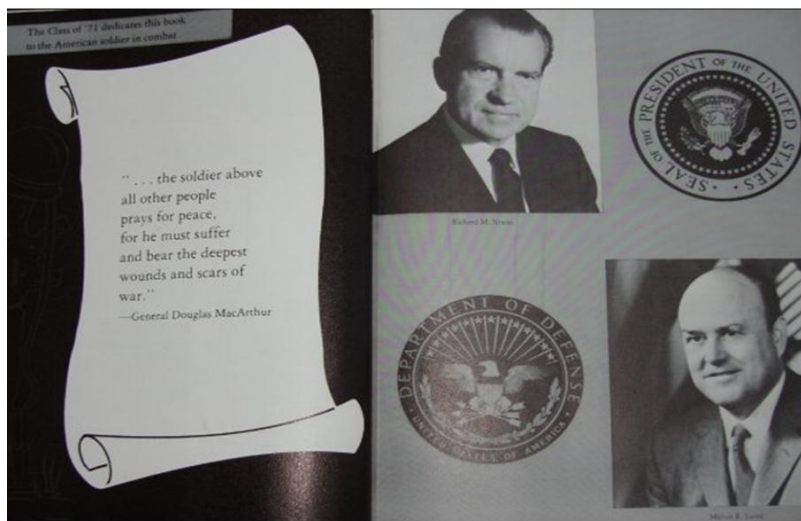 The Class of '71 dedicates this book
to the American soldier in combat
". . . the soldier above
all other people
prays for peace,
for he must suffer
and bear the deepest
wounds and scars of
war."
—General Douglas MacArthur
Richard M. Nixon
SEAL OF THE PRESIDENT OF THE UNITED STATES
DEPARTMENT OF DEFENSE
UNITED STATES OF AMERICA
Melvin R. Laird